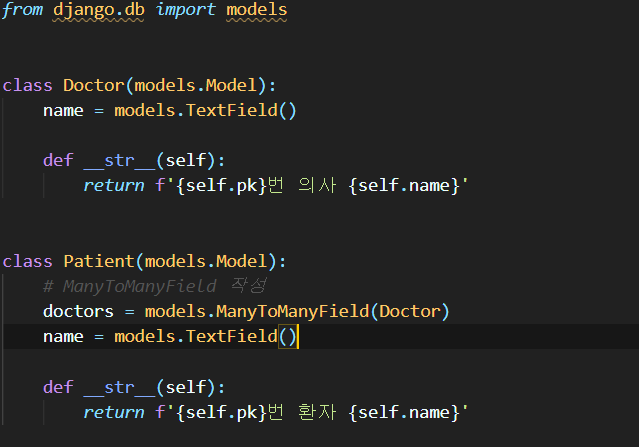 from django.db import models
class Doctor(models.Model):
name = models.TextField()
def __str__(self):
return f'{self.pk}번 의사 {self.name}'
class Patient(models.Model):
# ManyToManyField 작성
doctors = models.ManyToManyField(Doctor)
name = models.TextField()
def __str__(self):
return f'{self.pk}번 환자 {self.name}'